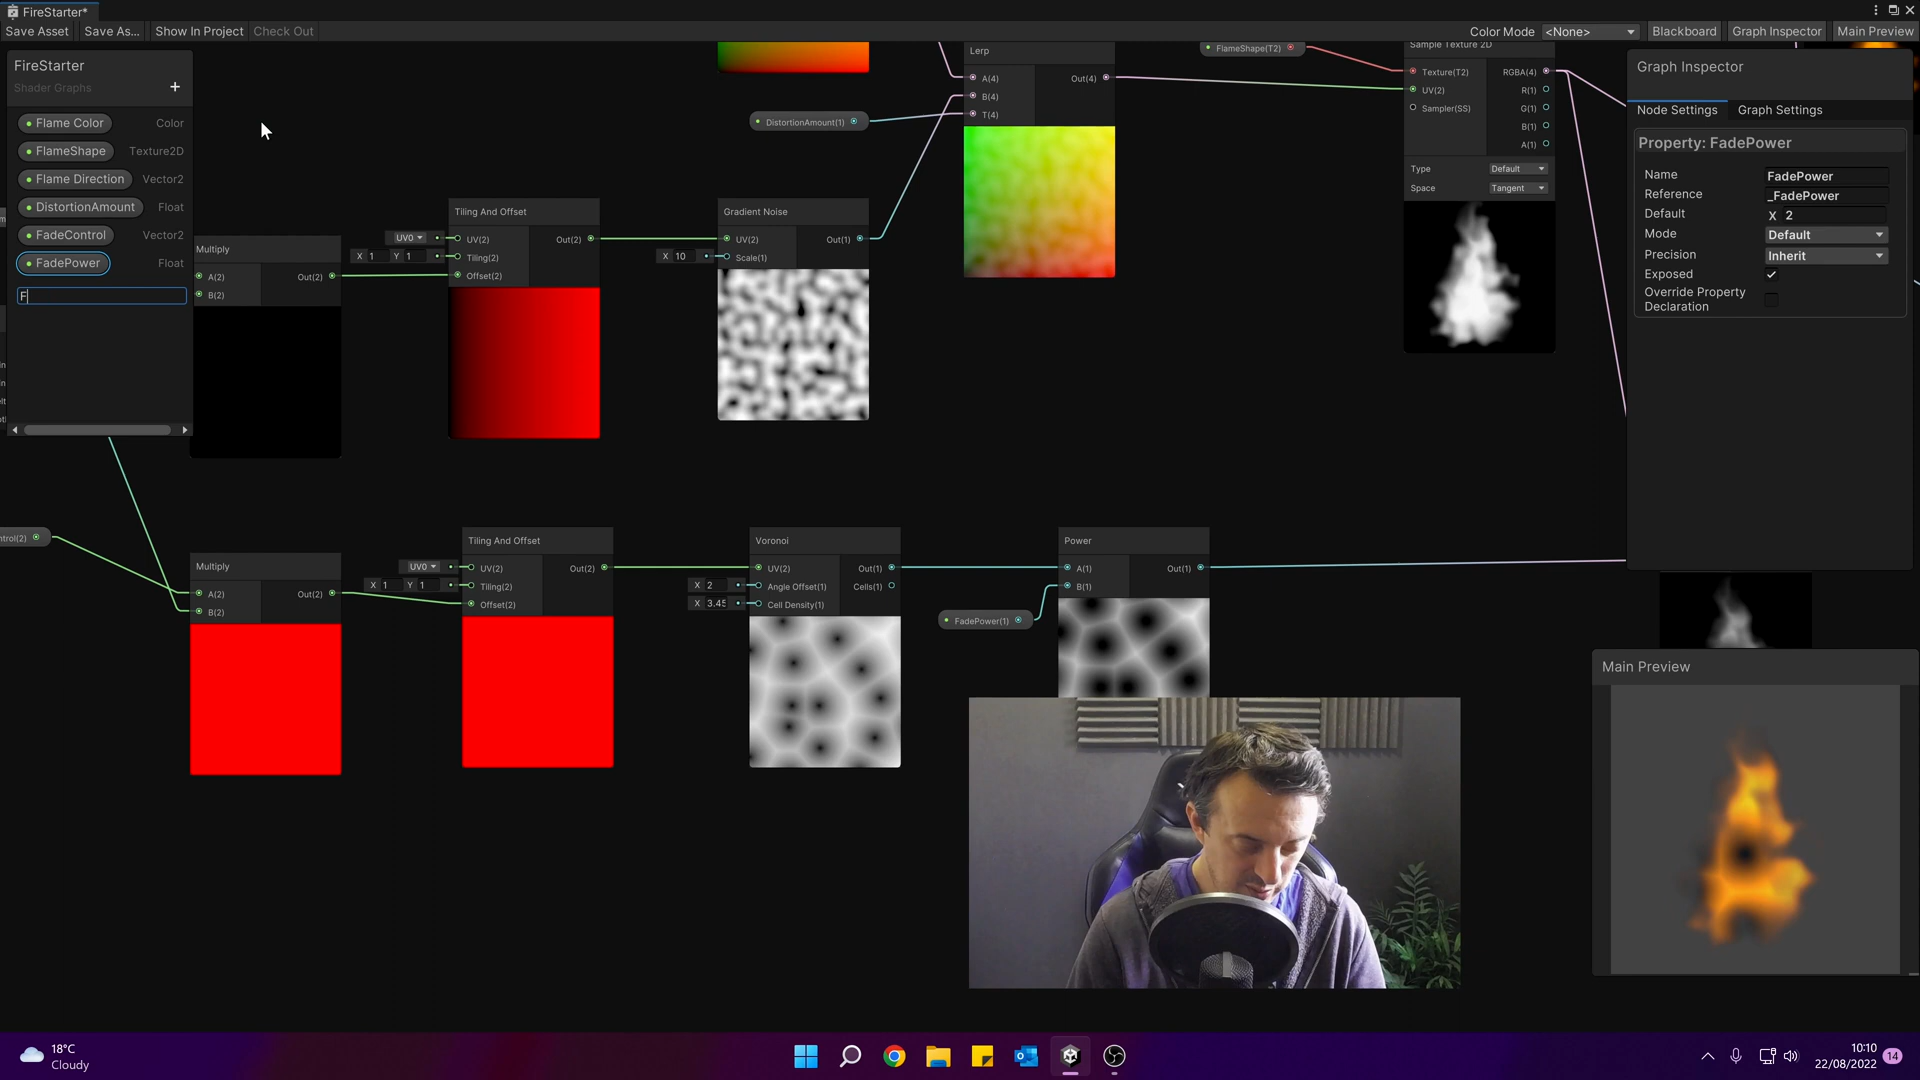 FireStarter*
Save Asset
Save As...
Show In Project
Check Out
Color Mode
<None>
Blackboard
Graph Inspector
Main Preview
FireStarter
Shader Graphs
+
Flame Color
Color
FlameShape
Texture2D
Flame Direction
Vector2
DistortionAmount
Float
FadeControl
Vector2
FadePower
Float
F
Multiply
A(2)
B(2)
Out(2)
UV0
X 1 Y 1
Tiling And Offset
UV(2)
Tiling(2)
Offset(2)
Out(2)
X 10
Gradient Noise
UV(2)
Scale(1)
Out(1)
DistortionAmount(1)
Lerp
A(4)
B(4)
T(4)
Out(4)
FlameShape(T2)
Sample Texture 2D
Texture(T2)
UV(2)
Sampler(SS)
RGBA(4)
R(1)
G(1)
B(1)
A(1)
Type
Default
Space
Tangent
Graph Inspector
Node Settings
Graph Settings
Property: FadePower
Name
FadePower
Reference
_FadePower
Default
X 2
Mode
Default
Precision
Inherit
Exposed
Override Property
Declaration
ntrol(2)
Multiply
A(2)
B(2)
Out(2)
UV0
X 1 Y 1
Tiling And Offset
UV(2)
Tiling(2)
Offset(2)
Out(2)
X 2
X 3.45
Voronoi
UV(2)
Angle Offset(1)
Cell Density(1)
Out(1)
Cells(1)
FadePower(1)
Power
A(1)
B(1)
Out(1)
Main Preview
18°C
Cloudy
10:10
22/08/2022
14